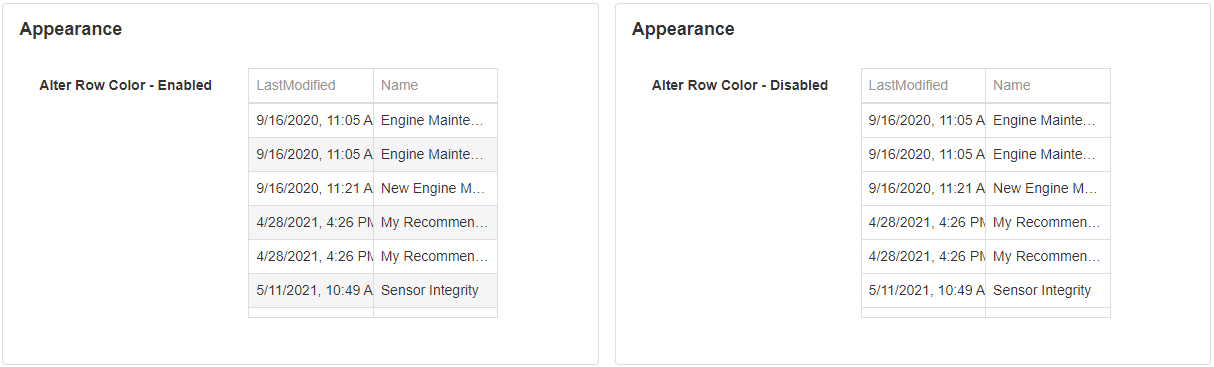 Appearance
Alter Row Color - Enabled
LastModified Name
9/16/2020, 11:05 A Engine Mainte…
9/16/2020, 11:05 A Engine Mainte…
9/16/2020, 11:21 A New Engine M…
4/28/2021, 4:26 PM My Recommen…
4/28/2021, 4:26 PM My Recommen…
5/11/2021, 10:49 A Sensor Integrity
Appearance
Alter Row Color - Disabled
LastModified Name
9/16/2020, 11:05 A Engine Mainte…
9/16/2020, 11:05 A Engine Mainte…
9/16/2020, 11:21 A New Engine M…
4/28/2021, 4:26 PM My Recommen…
4/28/2021, 4:26 PM My Recommen…
5/11/2021, 10:49 A Sensor Integrity